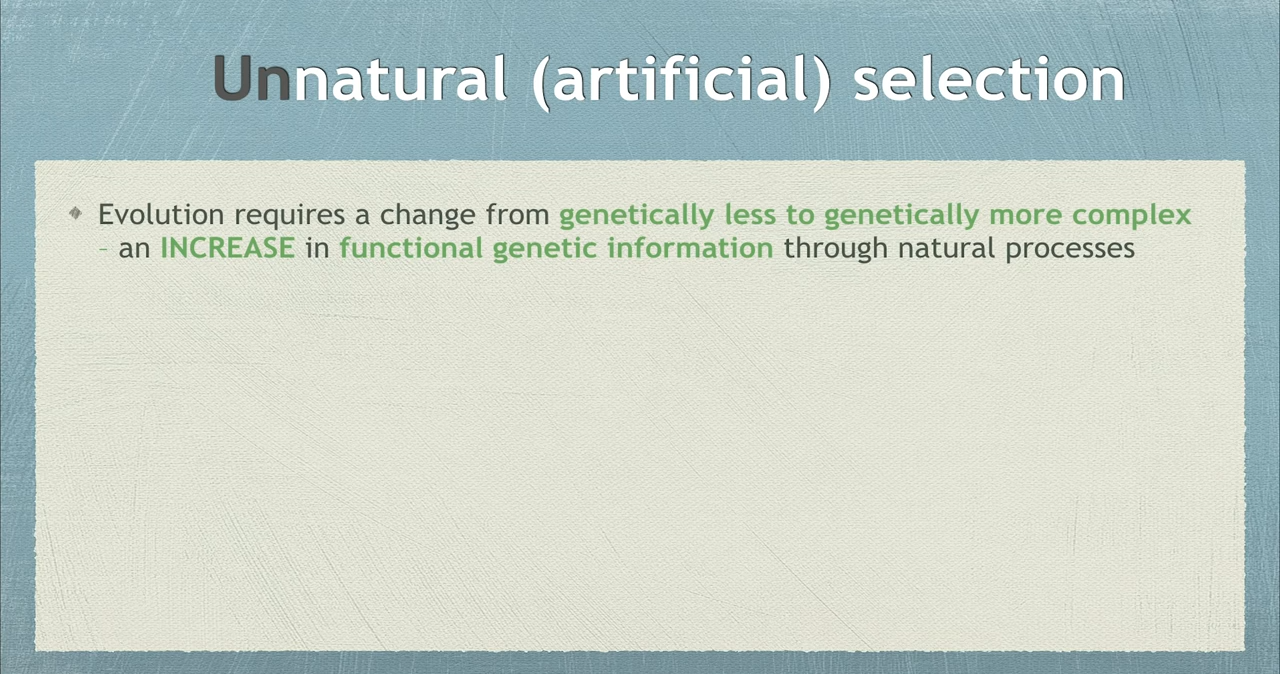 Unnatural (artificial) selection
Evolution requires a change from genetically less to genetically more complex
– an INCREASE in functional genetic information through natural processes